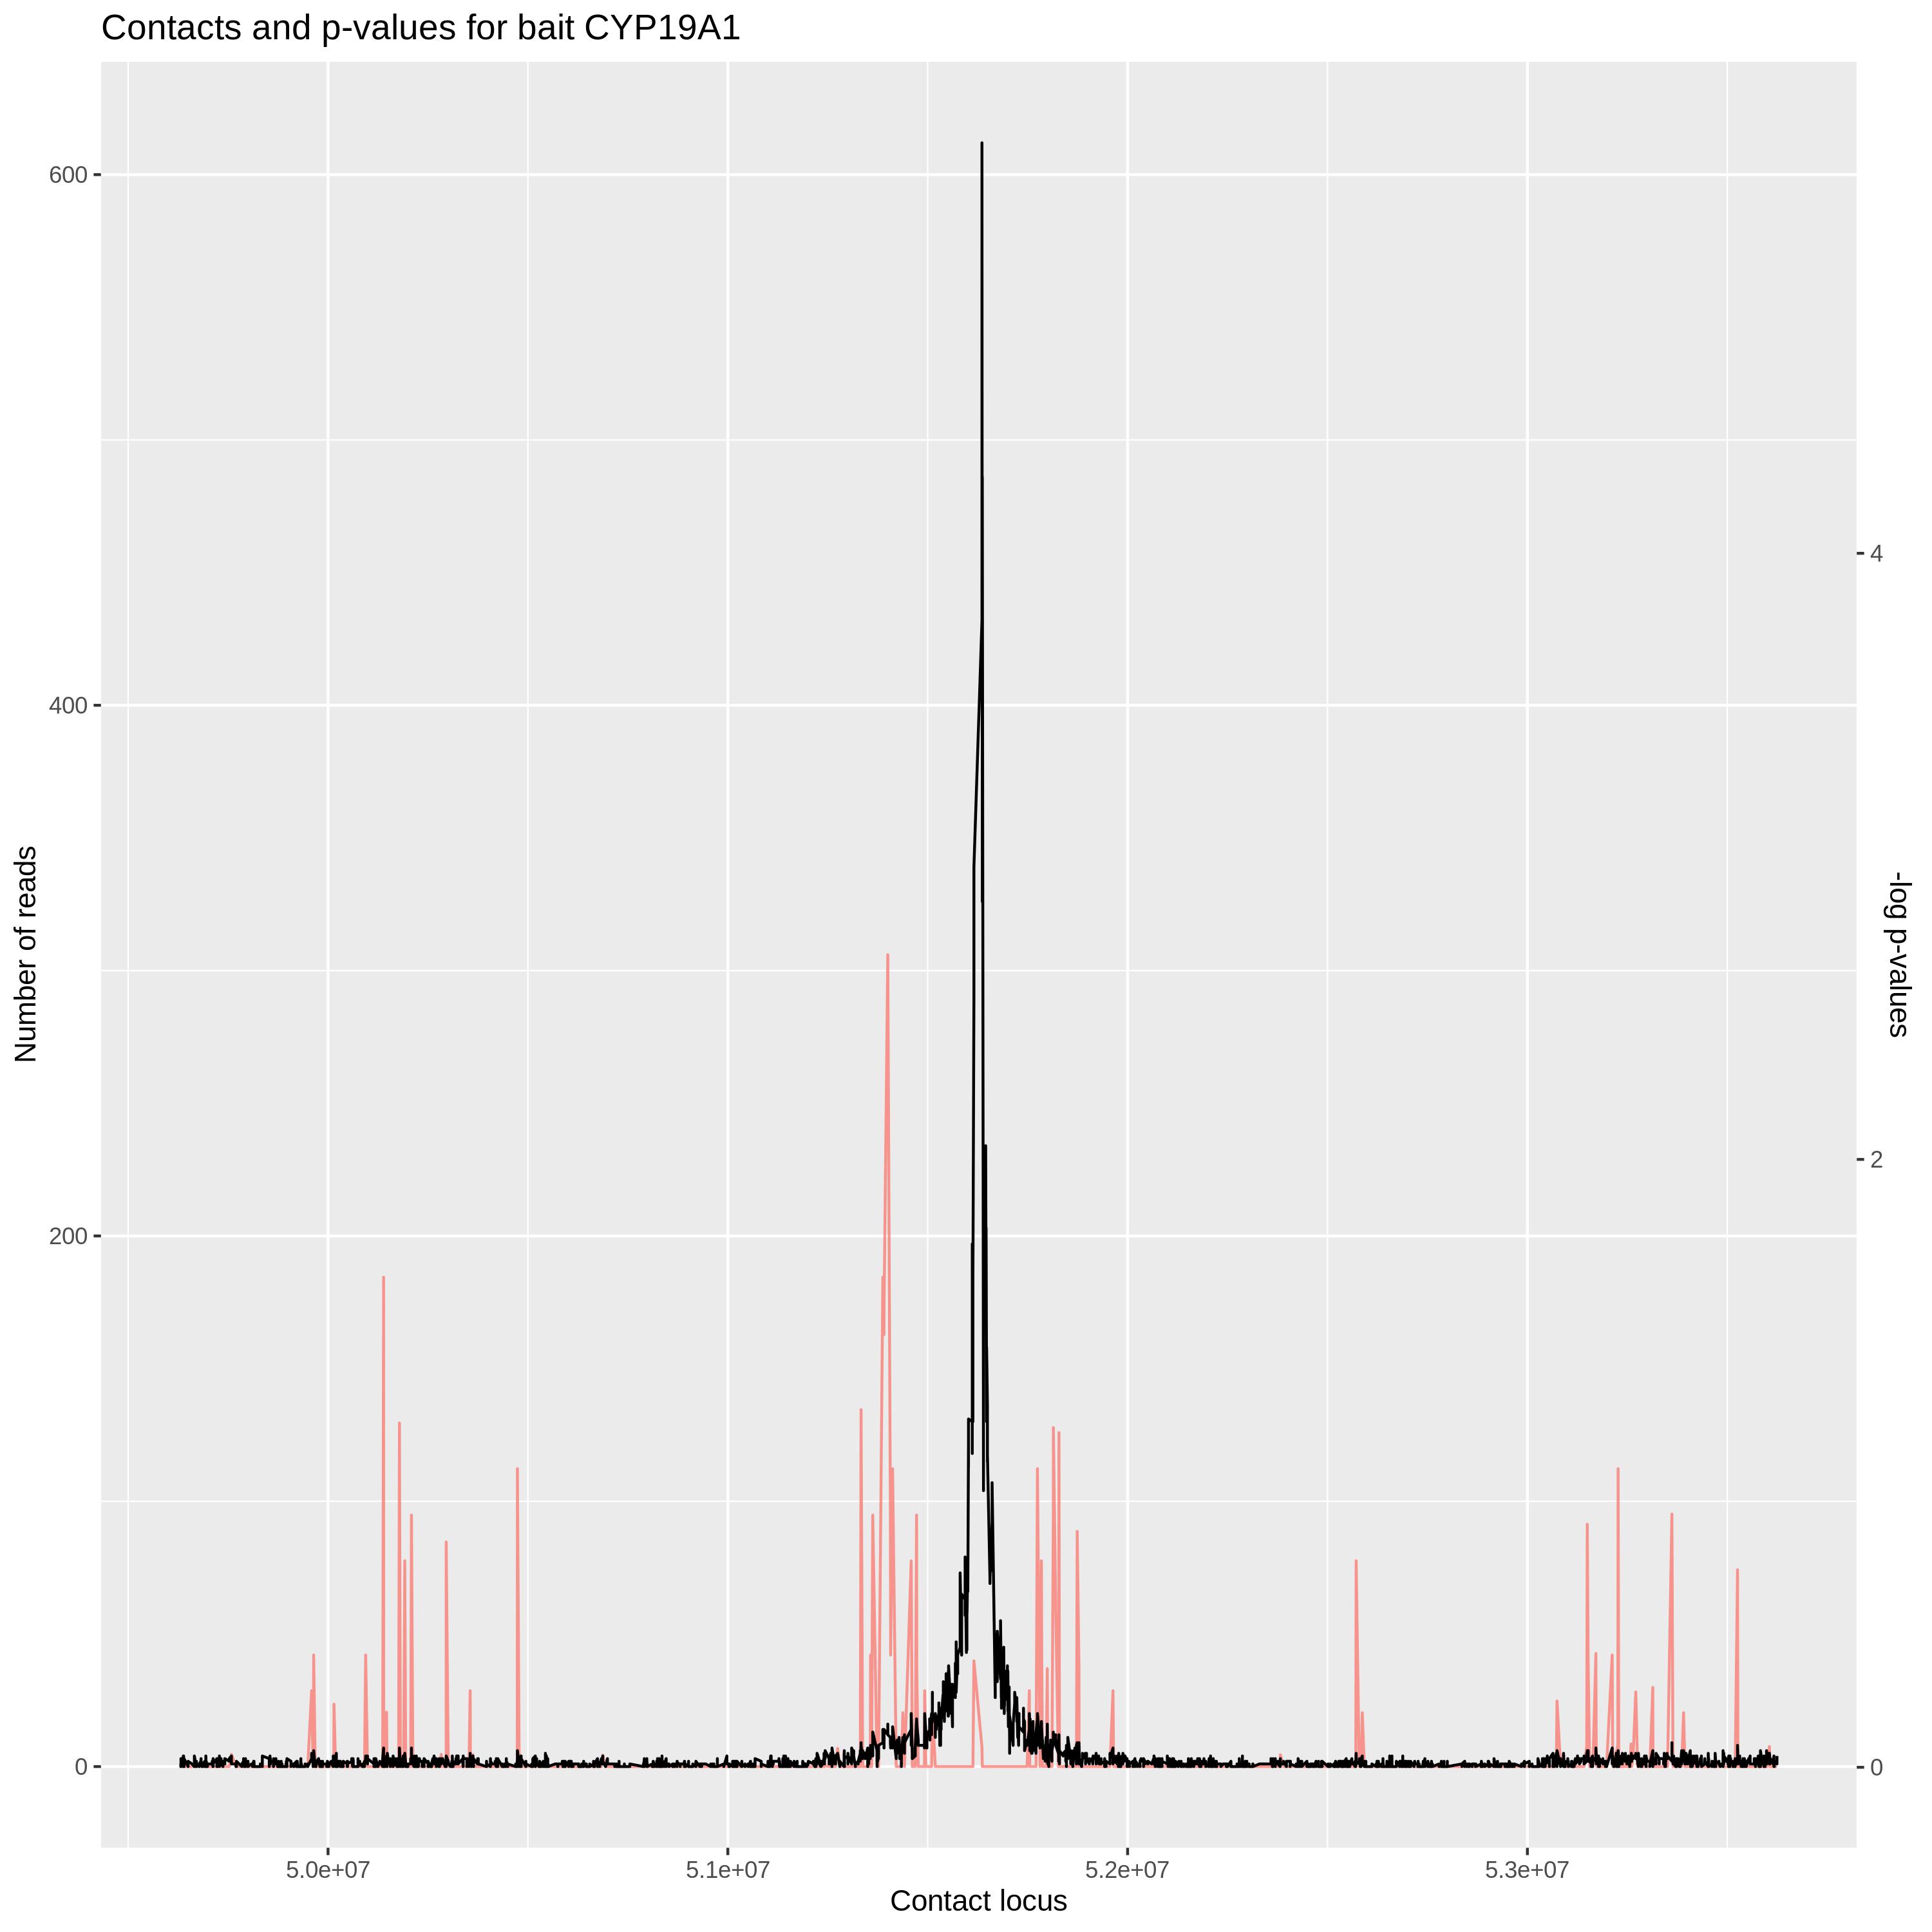 Contacts and p-values for bait CYP19A1
600
400
200
0
Number of reads
4
2
0
-log p-values
5.0e+07
5.1e+07
5.2e+07
5.3e+07
Contact locus